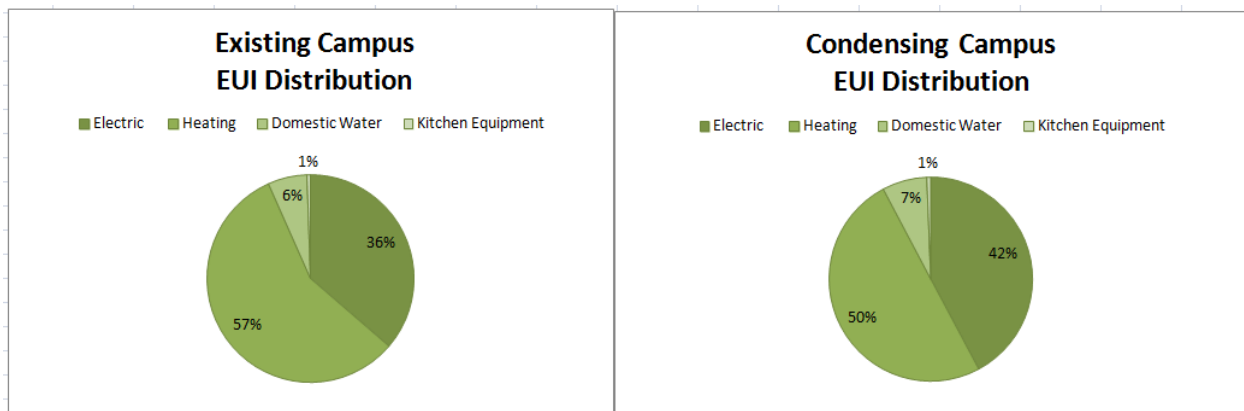 Existing Campus
EUI Distribution
Electric Heating Domestic Water Kitchen Equipment
1%
6%
36%
57%
Condensing Campus
EUI Distribution
Electric Heating Domestic Water Kitchen Equipment
1%
7%
42%
50%